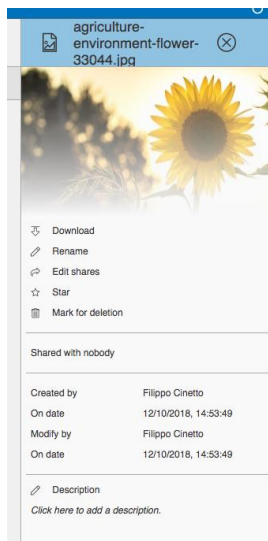 agriculture-
environment-flower-
33044.jpg
Download
Rename
Edit shares
Star
Mark for deletion
Shared with nobody
Created by Filippo Cinetto
On date 12/10/2018, 14:53:49
Modify by Filippo Cinetto
On date 12/10/2018, 14:53:49
Description
Click here to add a description.